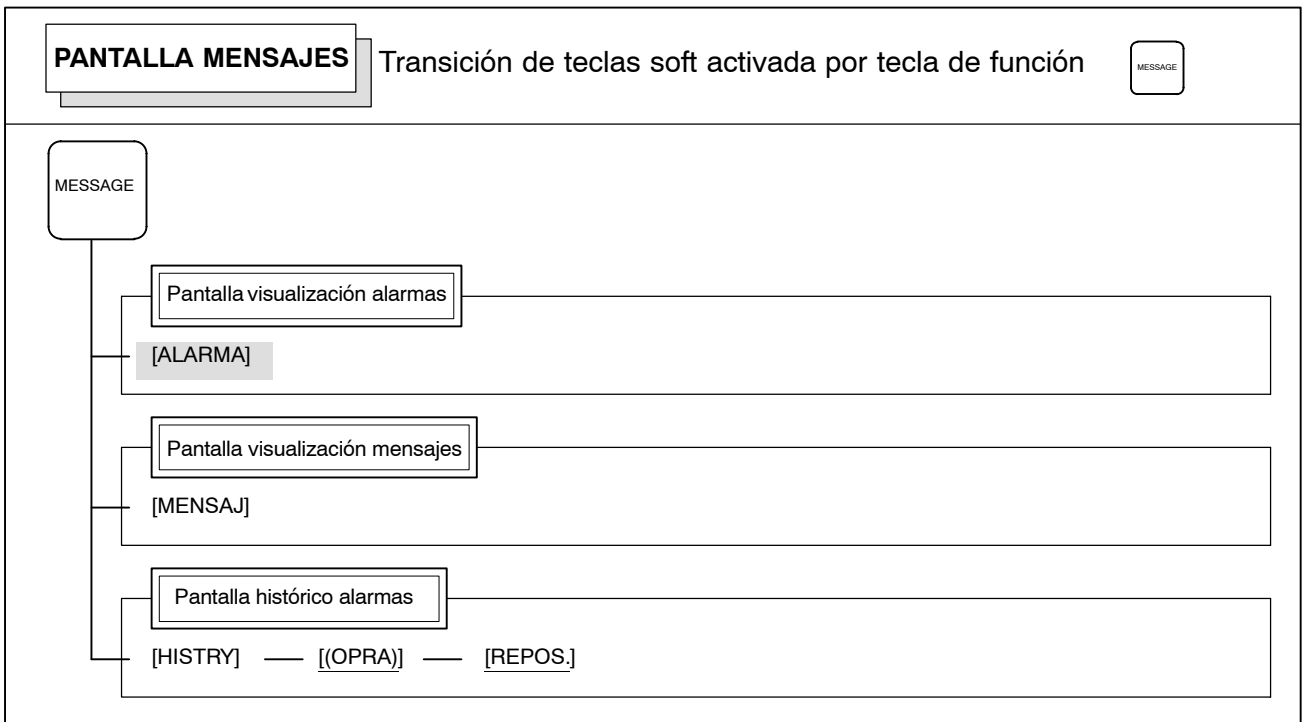 PANTALLA MENSAJES Transición de teclas soft activada por tecla de función MESSAGE
MESSAGE
Pantalla visualización alarmas
[ALARMA]
Pantalla visualización mensajes
[MENSAJ]
Pantalla histórico alarmas
[HISTRY] [(OPRA)] [REPOS.]